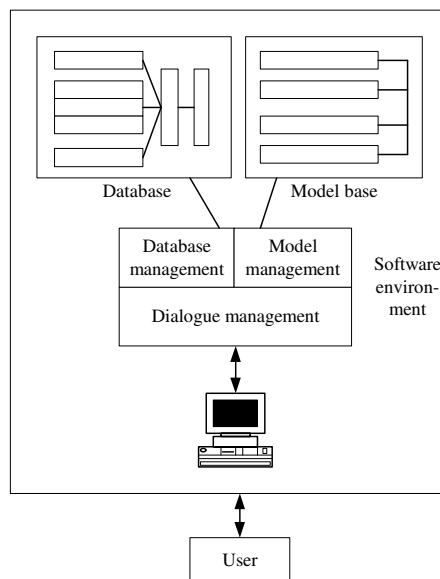 Database
Model base
Database
management
Model
management
Software
environ-
ment
Dialogue management
User